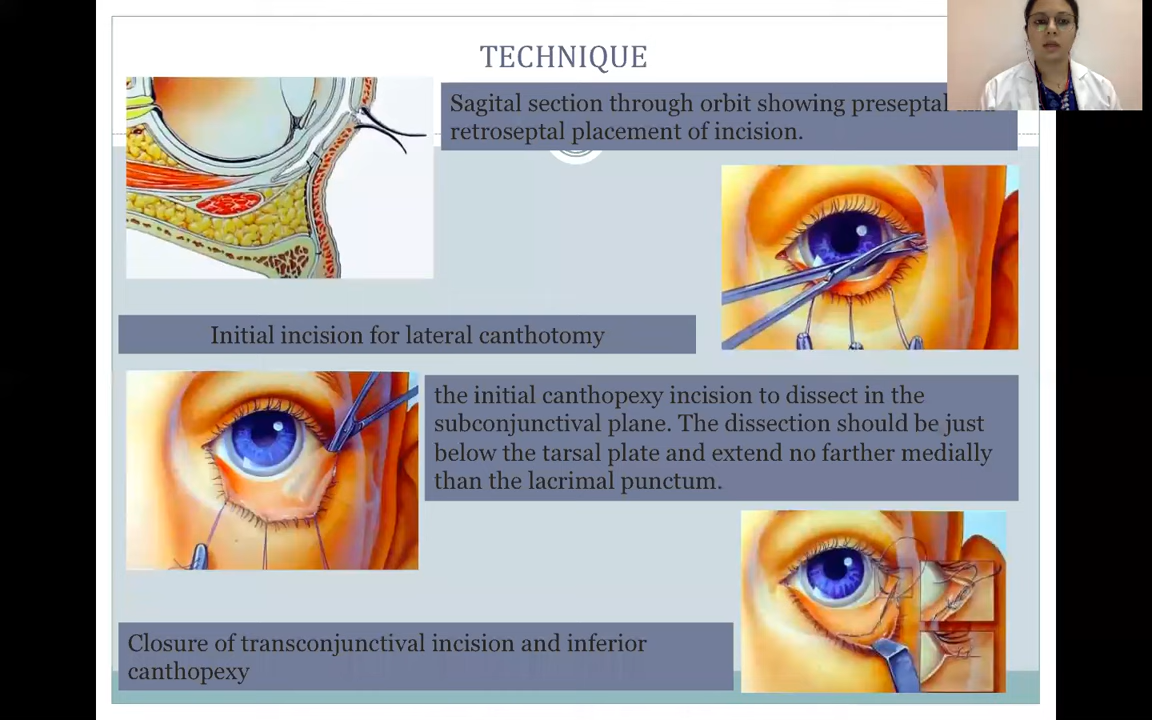 TECHNIQUE
Sagital section through orbit showing preseptal
retroseptal placement of incision.
Initial incision for lateral canthotomy
the initial canthopexy incision to dissect in the
subconjunctival plane. The dissection should be just
below the tarsal plate and extend no farther medially
than the lacrimal punctum.
Closure of transconjunctival incision and inferior
canthopexy